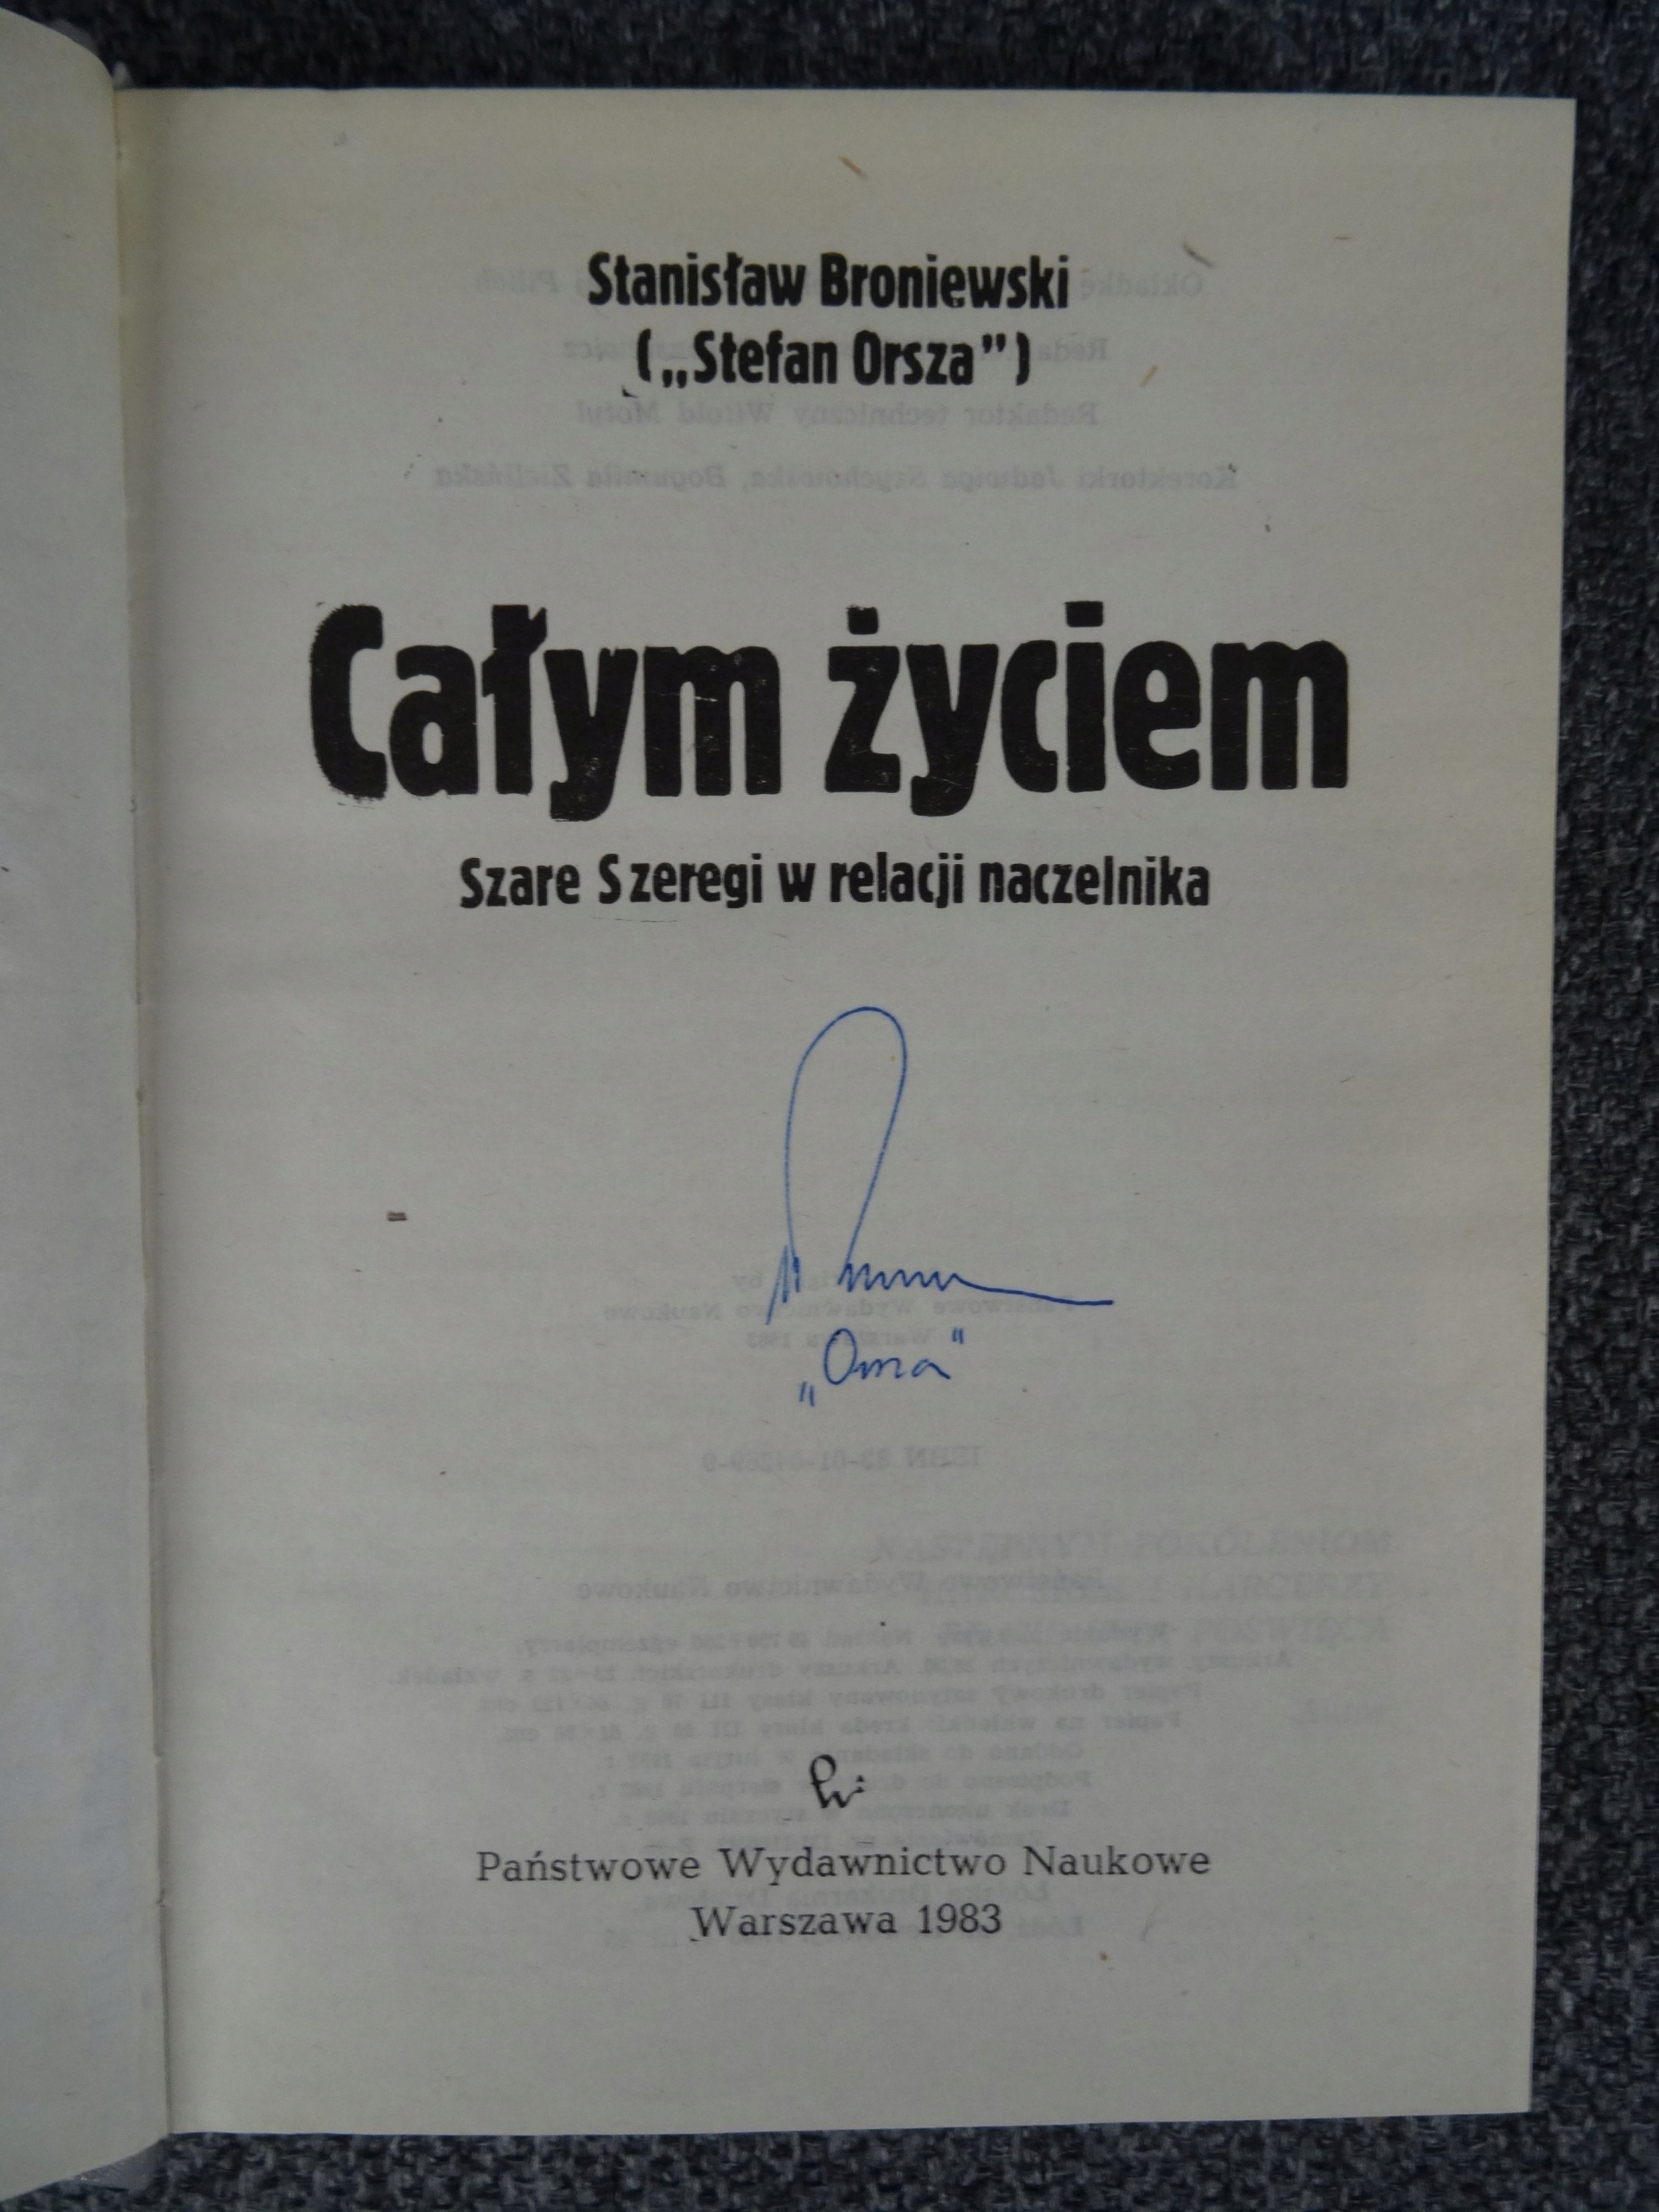 Stanisław Broniewski
(„Stefan Orsza”)
Całym życiem
Szare Szeregi w relacji naczelnika
„Orsza”
Państwowe Wydawnictwo Naukowe
Warszawa 1983